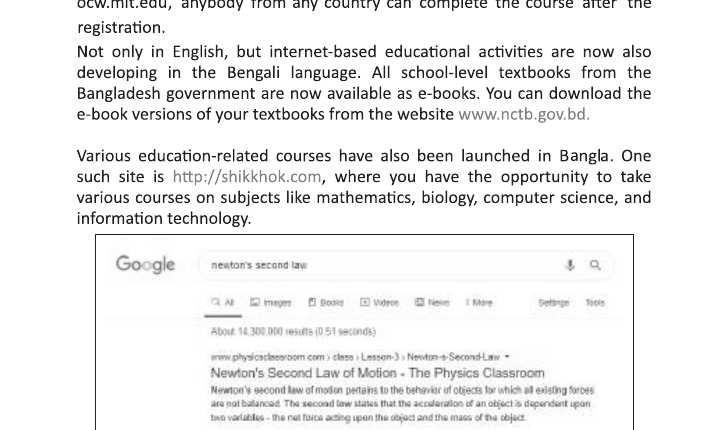 ocw.mit.edu, anybody from any country can complete the course after the
registration.
Not only in English, but internet-based educational activities are now also
developing in the Bengali language. All school-level textbooks from the
Bangladesh government are now available as e-books. You can download the
e-book versions of your textbooks from the website www.nctb.gov.bd.
Various education-related courses have also been launched in Bangla. One
such site is http://shikkhok.com, where you have the opportunity to take
various courses on subjects like mathematics, biology, computer science, and
information technology.
Google newton's second law
All Images Books Videos News More Settings Tools
About 14,300,000 results (0.51 seconds)
www.physicsclassroom.com › class › Lesson-3 › Newton-s-Second-Law
Newton's Second Law of Motion - The Physics Classroom
Newton's second law of motion pertains to the behavior of objects for which all existing forces
are not balanced. The second law states that the acceleration of an object is dependent upon
two variables - the net force acting upon the object and the mass of the object.